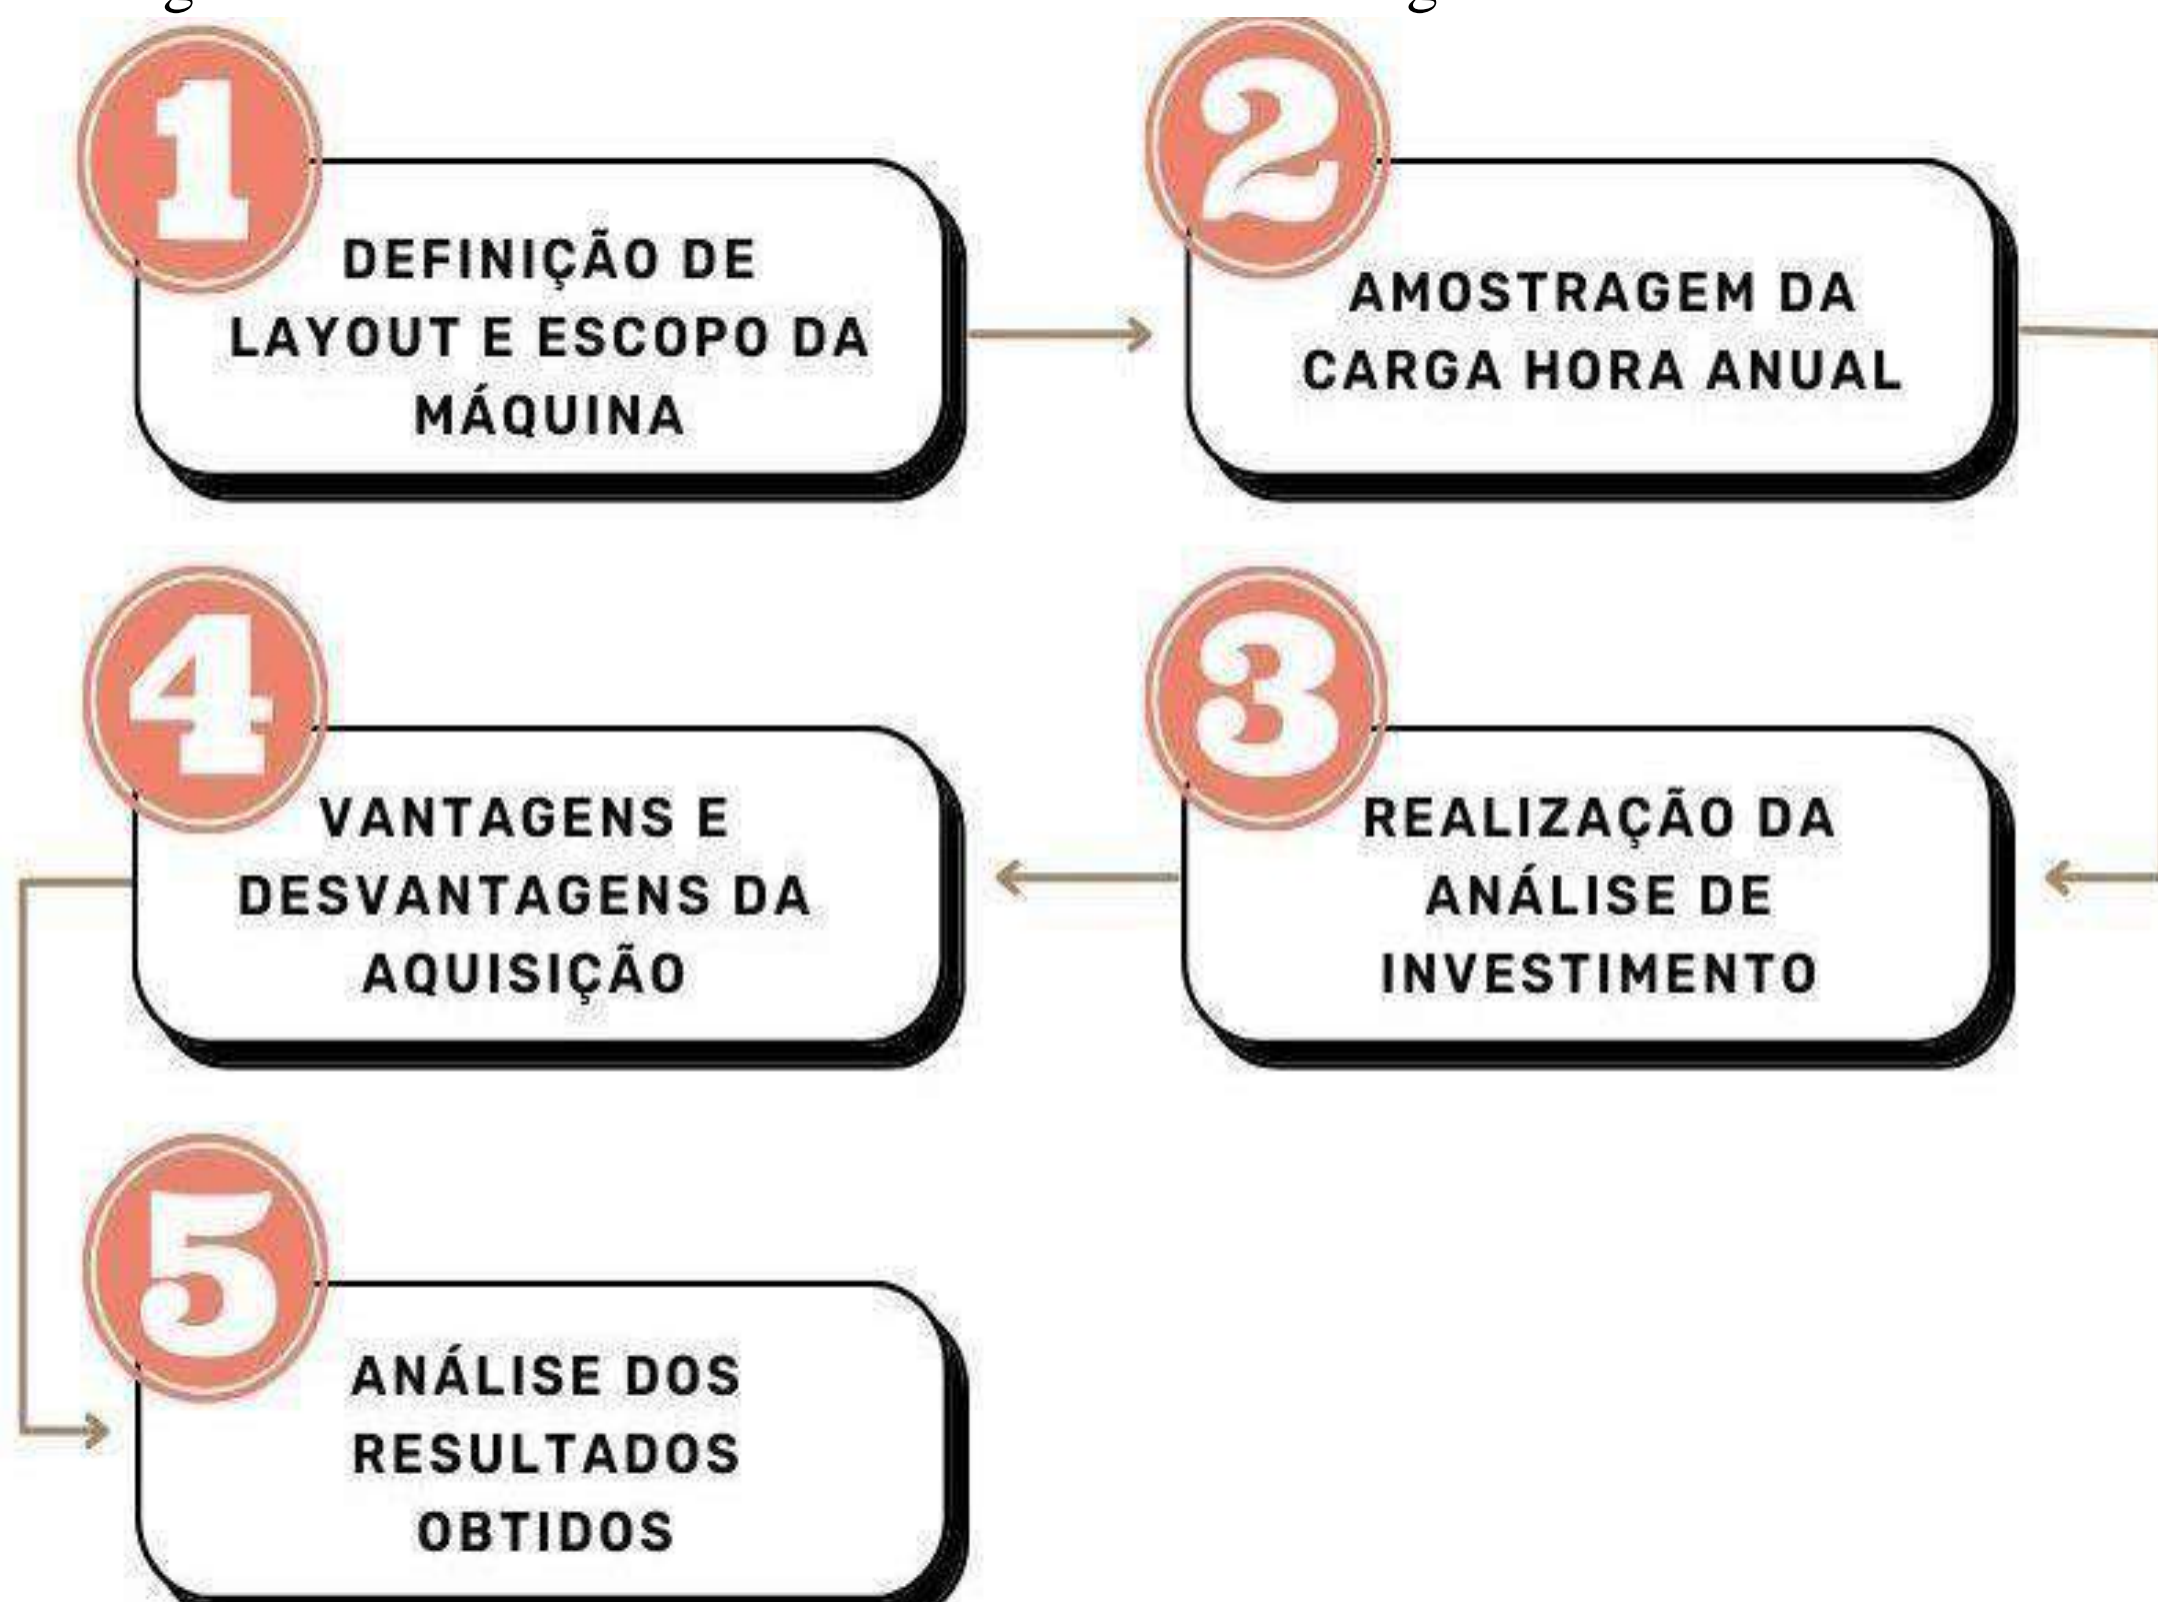 1
DEFINIÇÃO DE
LAYOUT E ESCOPO DA
MÁQUINA
2
AMOSTRAGEM DA
CARGA HORA ANUAL
3
REALIZAÇÃO DA
ANÁLISE DE
INVESTIMENTO
4
VANTAGENS E
DESVANTAGENS DA
AQUISIÇÃO
5
ANÁLISE DOS
RESULTADOS
OBTIDOS